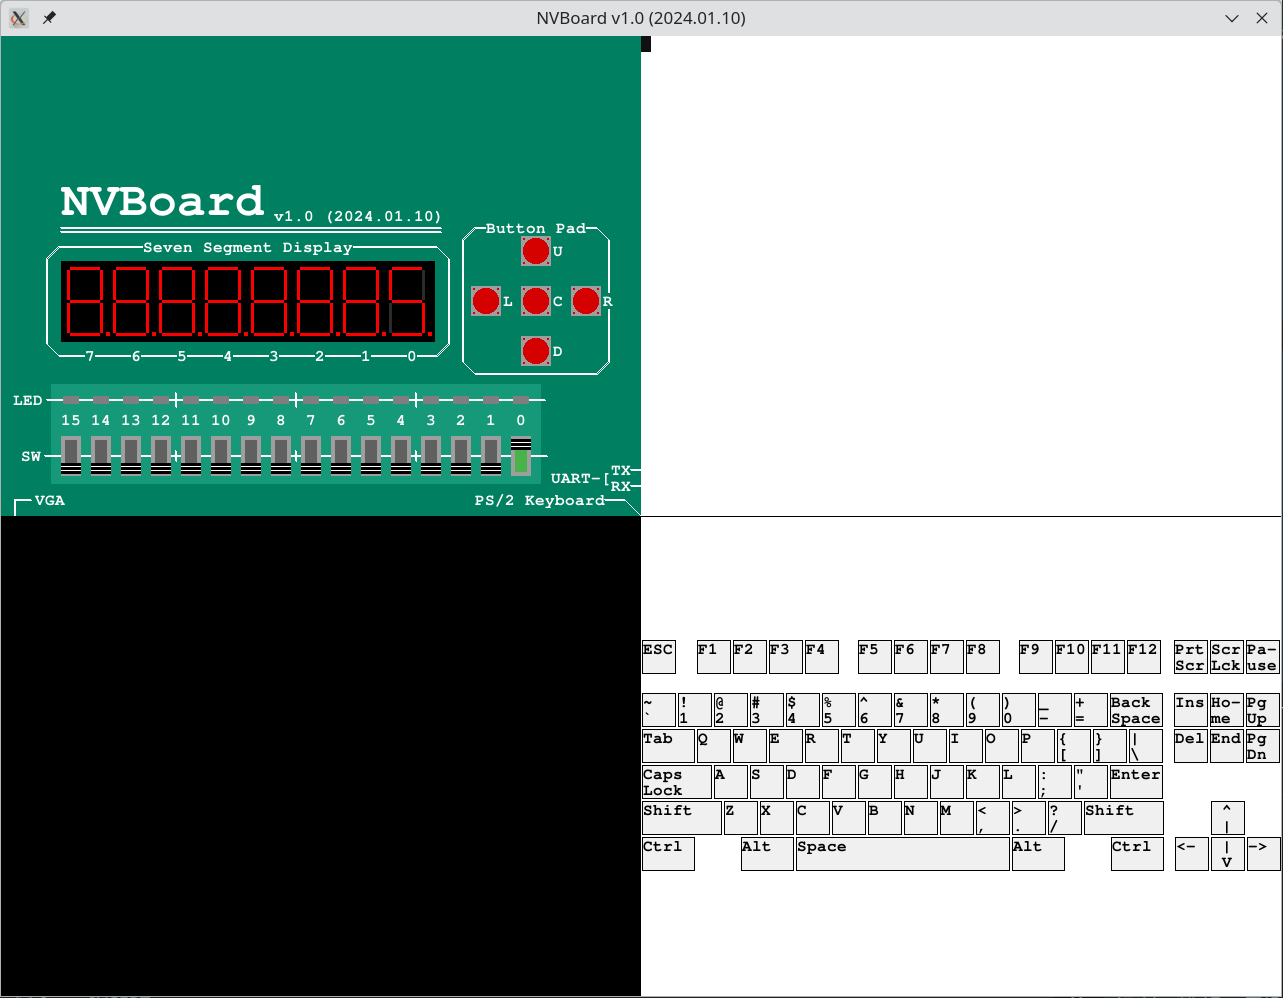 NVBoard v1.0 (2024.01.10)
NVBoard v1.0 (2024.01.10)
Seven Segment Display
7 6 5 4 3 2 1 0
Button Pad
U
L C R
D
LED
15 14 13 12 11 10 9 8 7 6 5 4 3 2 1 0
SW
UART-[
TX
RX
VGA
PS/2 Keyboard
ESC F1 F2 F3 F4 F5 F6 F7 F8 F9 F10 F11 F12 Prt Scr Pa-
Scr Lck use
~ ! @ # $ % ^ & * ( ) _ + Back Ins Ho- Pg
` 1 2 3 4 5 6 7 8 9 0 - = Space me Up
Tab Q W E R T Y U I O P { } | Del End Pg
[ ] \ Dn
Caps A S D F G H J K L : " Enter
Lock ; '
Shift Z X C V B N M < > ? Shift ^
, . / |
Ctrl Alt Space Alt Ctrl <- | ->
V